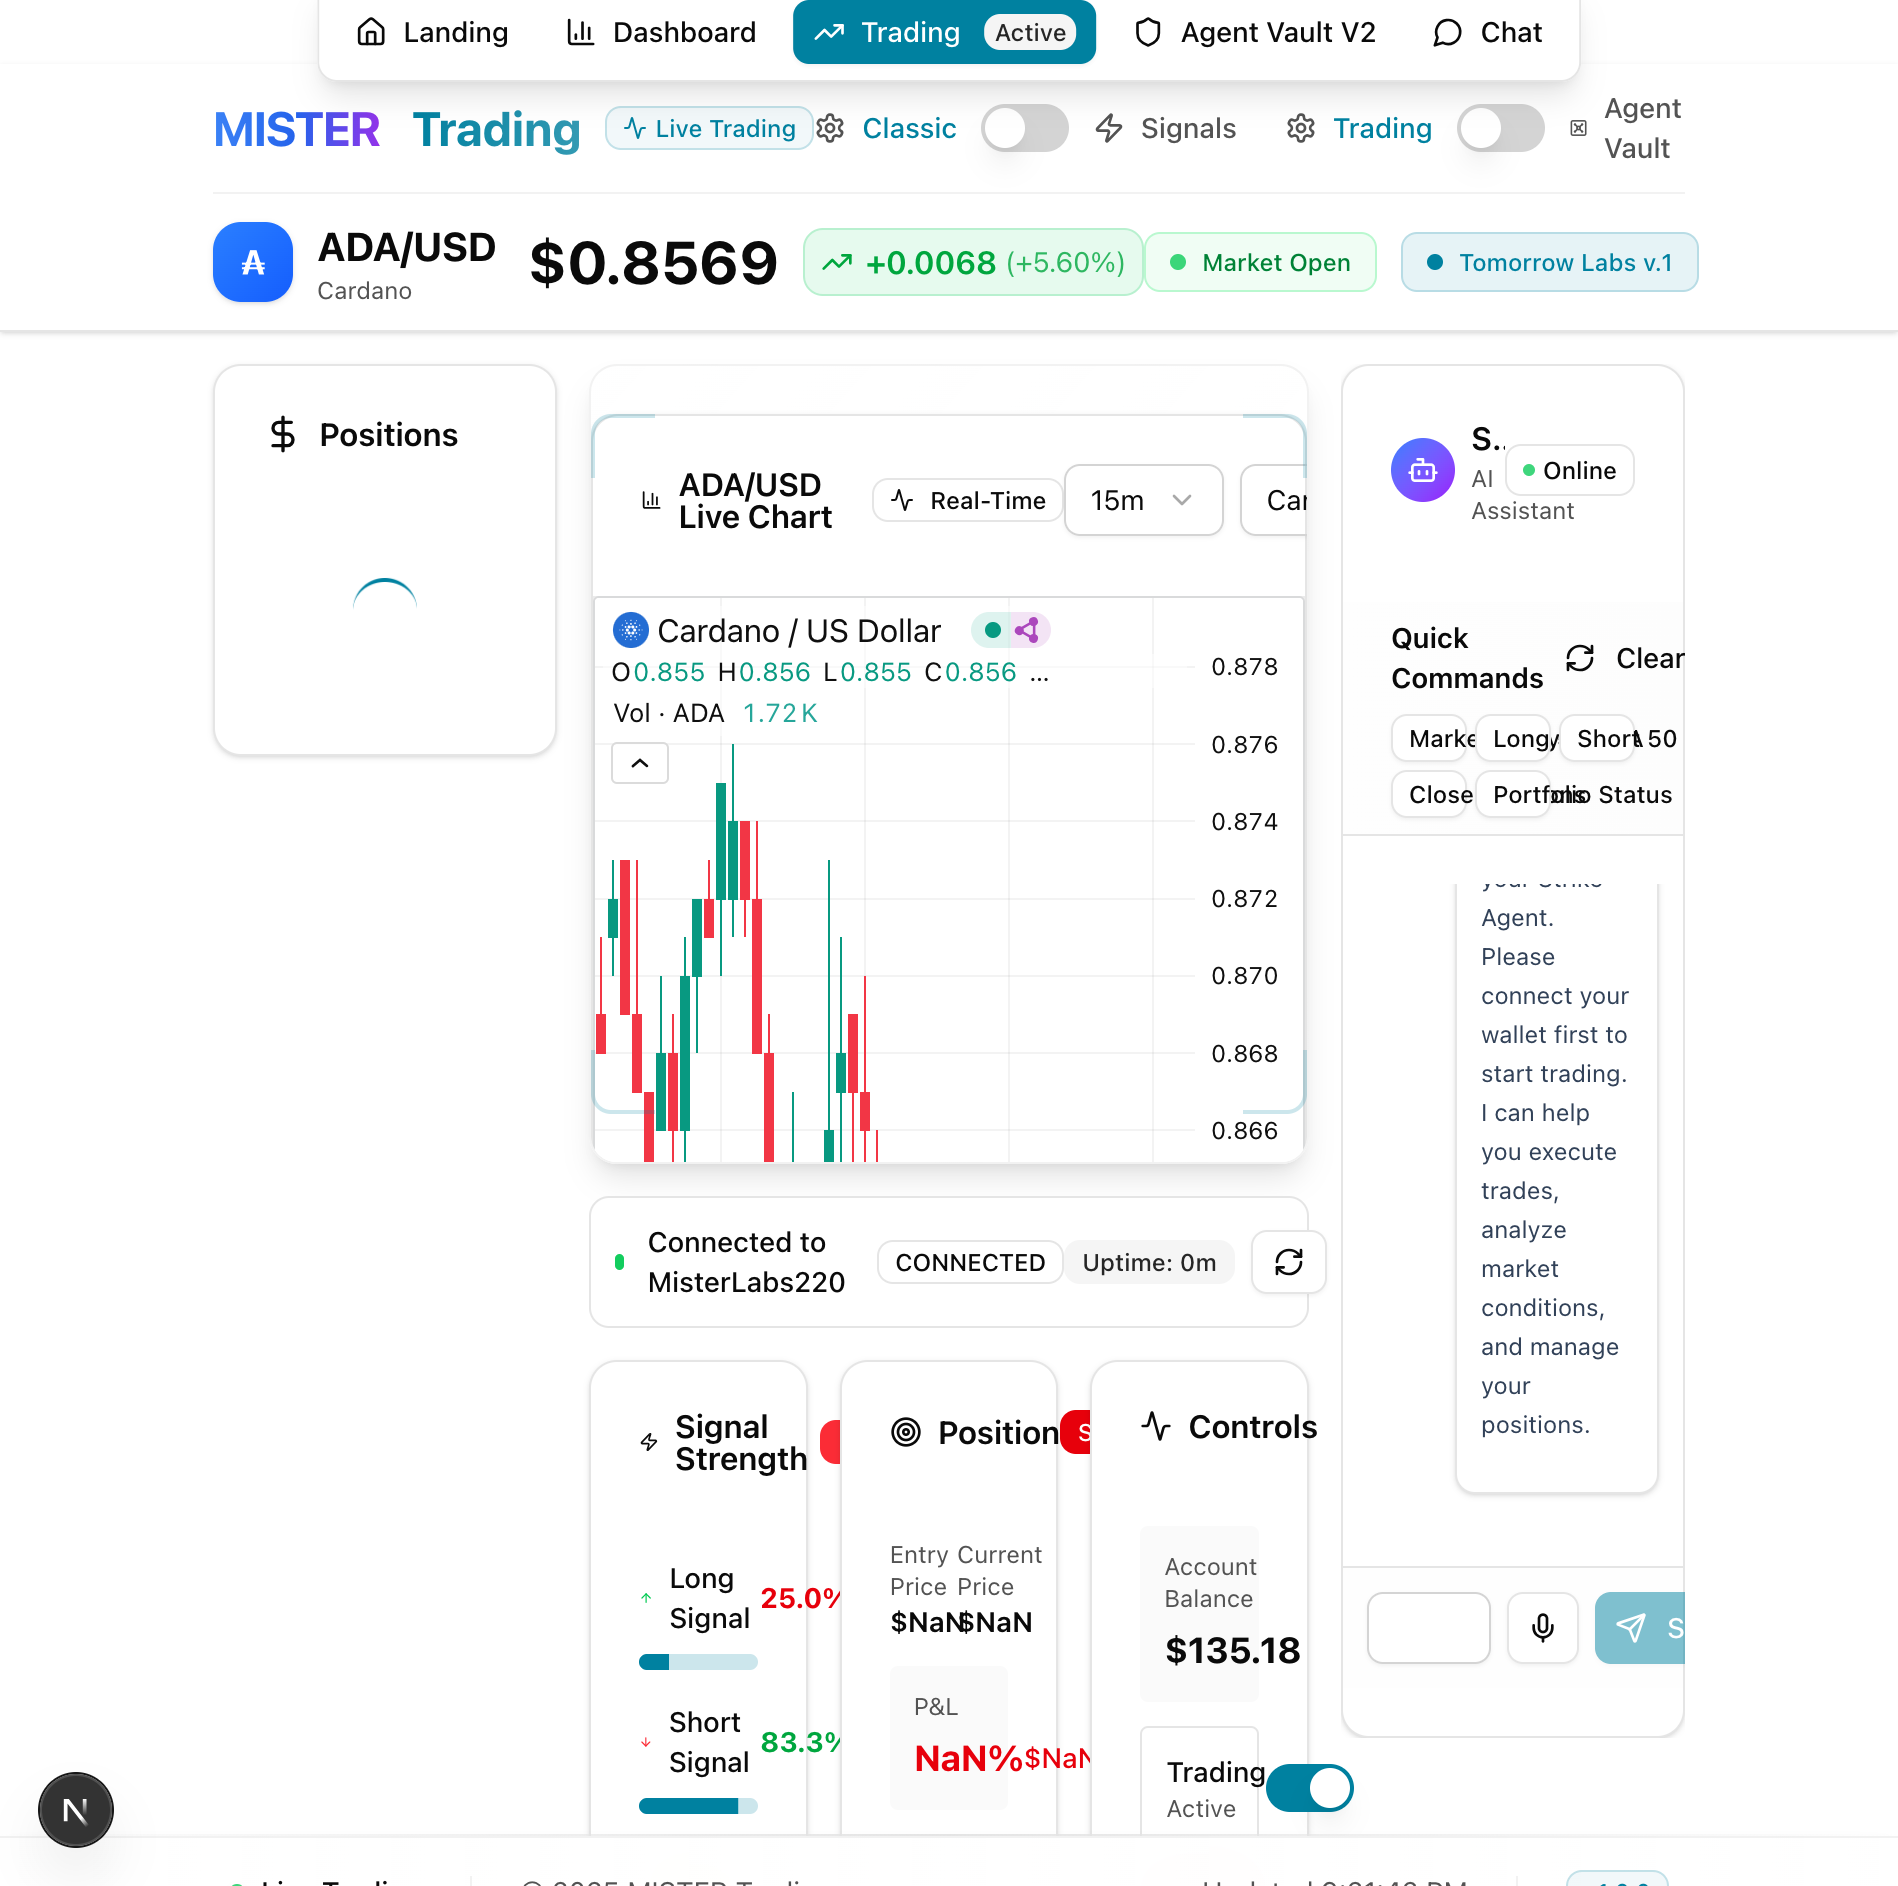 Landing
Dashboard
Trading Active
Agent Vault V2
Chat
MISTER Trading
Live Trading
Classic
Signals
Trading
Agent
Vault
ADA/USD
Cardano
$0.8569
+0.0068 (+5.60%)
Market Open
Tomorrow Labs v.1
Positions
ADA/USD
Live Chart
Real-Time
15m
Car
Cardano / US Dollar
O0.855 H0.856 L0.855 C0.856 ...
Vol · ADA 1.72 K
0.878
0.876
0.874
0.872
0.870
0.868
0.866
Connected to
MisterLabs220
CONNECTED
Uptime: 0m
Signal
Strength
Long
Signal
25.0%
Short
Signal
83.3%
Position
S
Entry
Price
$NaN
Current
Price
$NaN
P&L
NaN%
$NaN
Controls
Account
Balance
$135.18
Trading
Active
S..
AI
Assistant
Online
Quick
Commands
Clear
Marke
Long
Short
50
Close
Portfolio Status
your Strike
Agent.
Please
connect your
wallet first to
start trading.
I can help
you execute
trades,
analyze
market
conditions,
and manage
your
positions.
S
N
Live Trading
© 2025 MISTER Trading